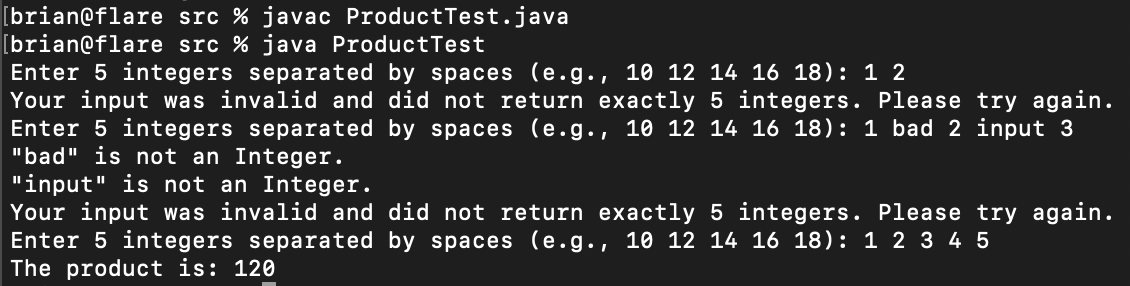 [brian@flare src % javac ProductTest.java
[brian@flare src % java ProductTest
Enter 5 integers separated by spaces (e.g., 10 12 14 16 18): 1 2
Your input was invalid and did not return exactly 5 integers. Please try again.
Enter 5 integers separated by spaces (e.g., 10 12 14 16 18): 1 bad 2 input 3
"bad" is not an Integer.
"input" is not an Integer.
Your input was invalid and did not return exactly 5 integers. Please try again.
Enter 5 integers separated by spaces (e.g., 10 12 14 16 18): 1 2 3 4 5
The product is: 120